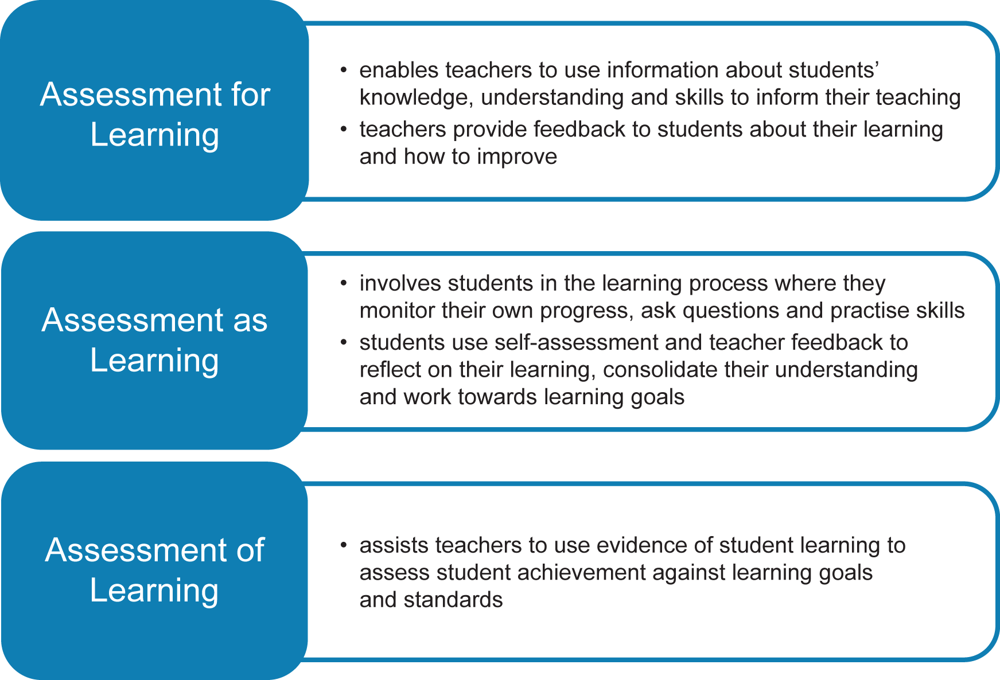 Assessment for
Learning
• enables teachers to use information about students’
knowledge, understanding and skills to inform their teaching
• teachers provide feedback to students about their learning
and how to improve
Assessment as
Learning
• involves students in the learning process where they
monitor their own progress, ask questions and practise skills
• students use self-assessment and teacher feedback to
reflect on their learning, consolidate their understanding
and work towards learning goals
Assessment of
Learning
• assists teachers to use evidence of student learning to
assess student achievement against learning goals
and standards